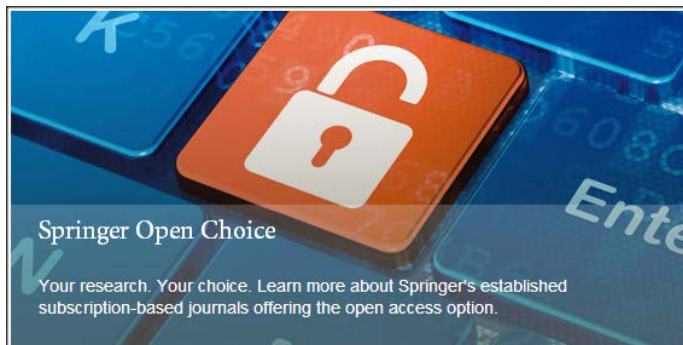 K
Ente
N
Springer Open Choice
Your research. Your choice. Learn more about Springer's established
subscription-based journals offering the open access option.